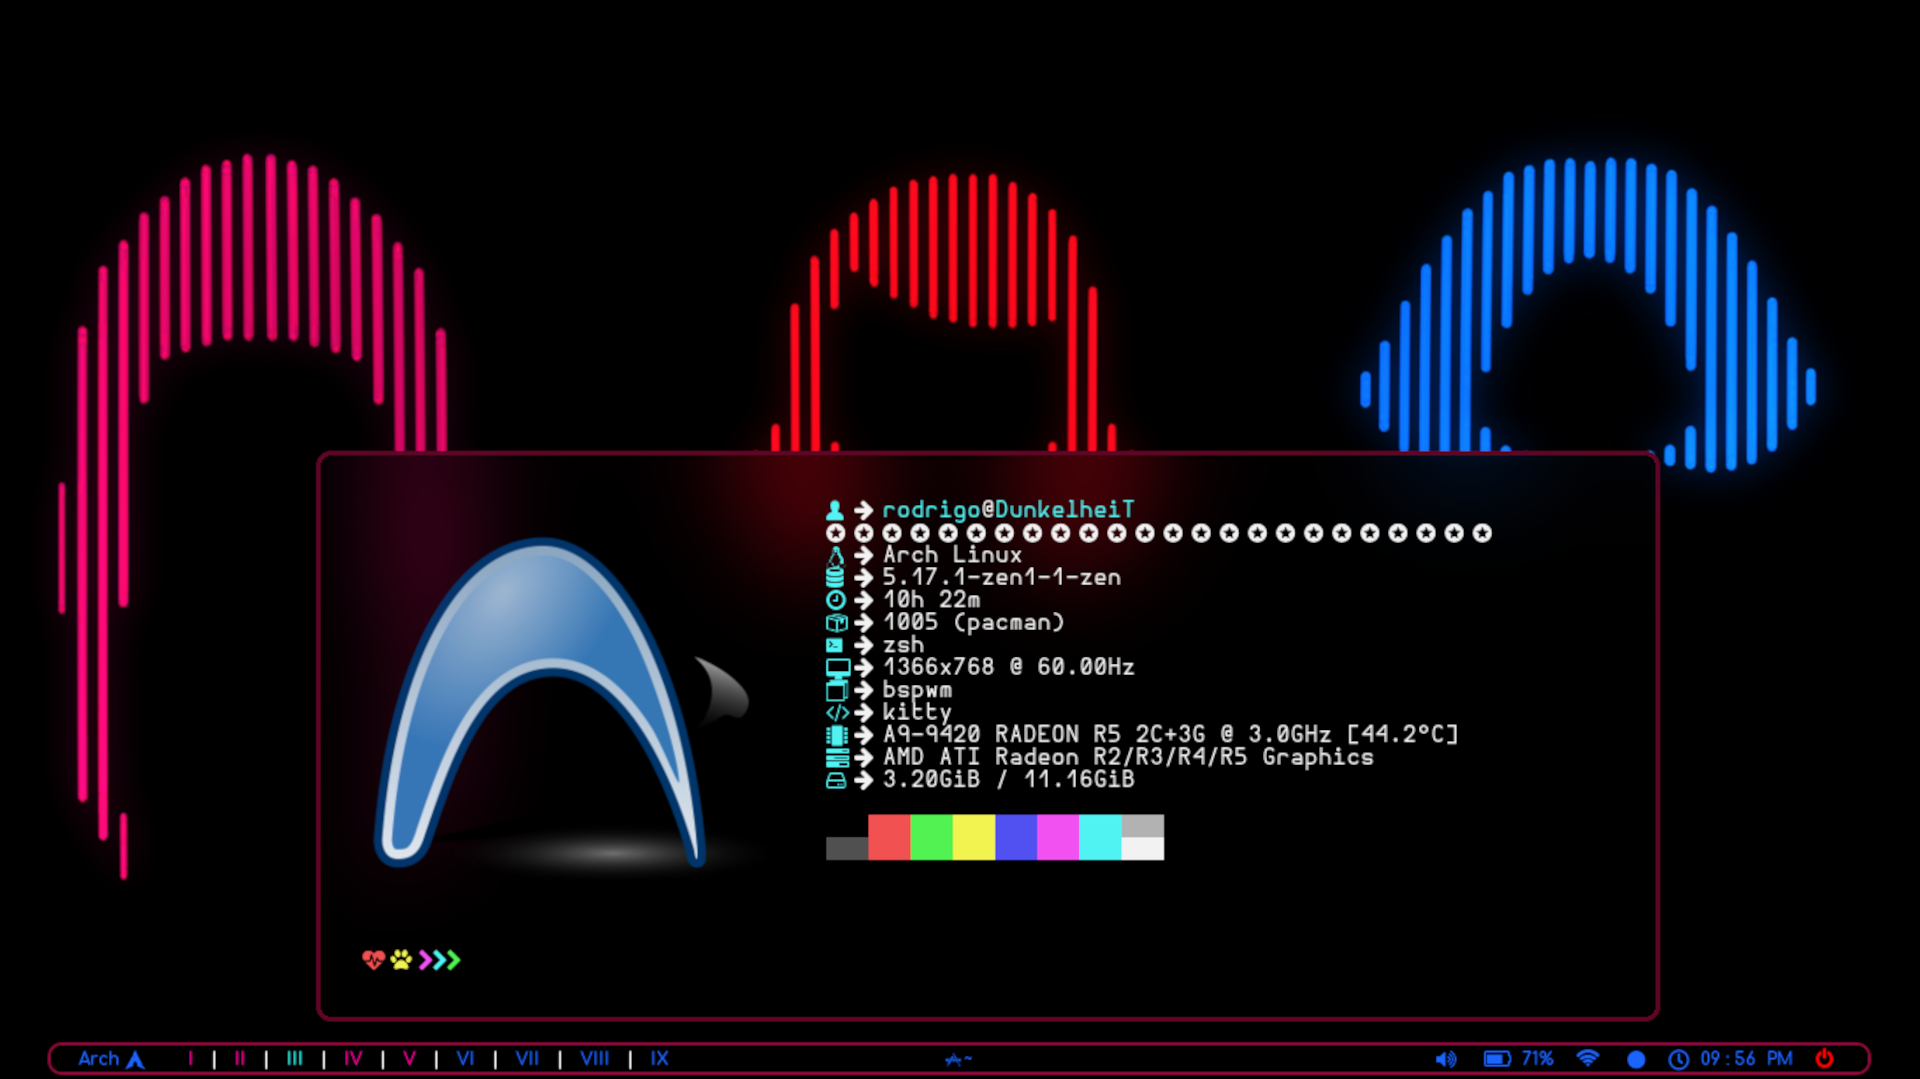 rodrigo@DunkelheiT
Arch Linux
5.17.1-zen1-1-zen
10h 22m
1005 (pacman)
zsh
1366x768 @ 60.00Hz
bspwm
kitty
A9-9420 RADEON R5 2C+3G @ 3.0GHz [44.2°C]
AMD ATI Radeon R2/R3/R4/R5 Graphics
3.20GiB / 11.16GiB
Arch I | II | III | IV | V | VI | VII | VIII | IX ~ 71% 09:56 PM